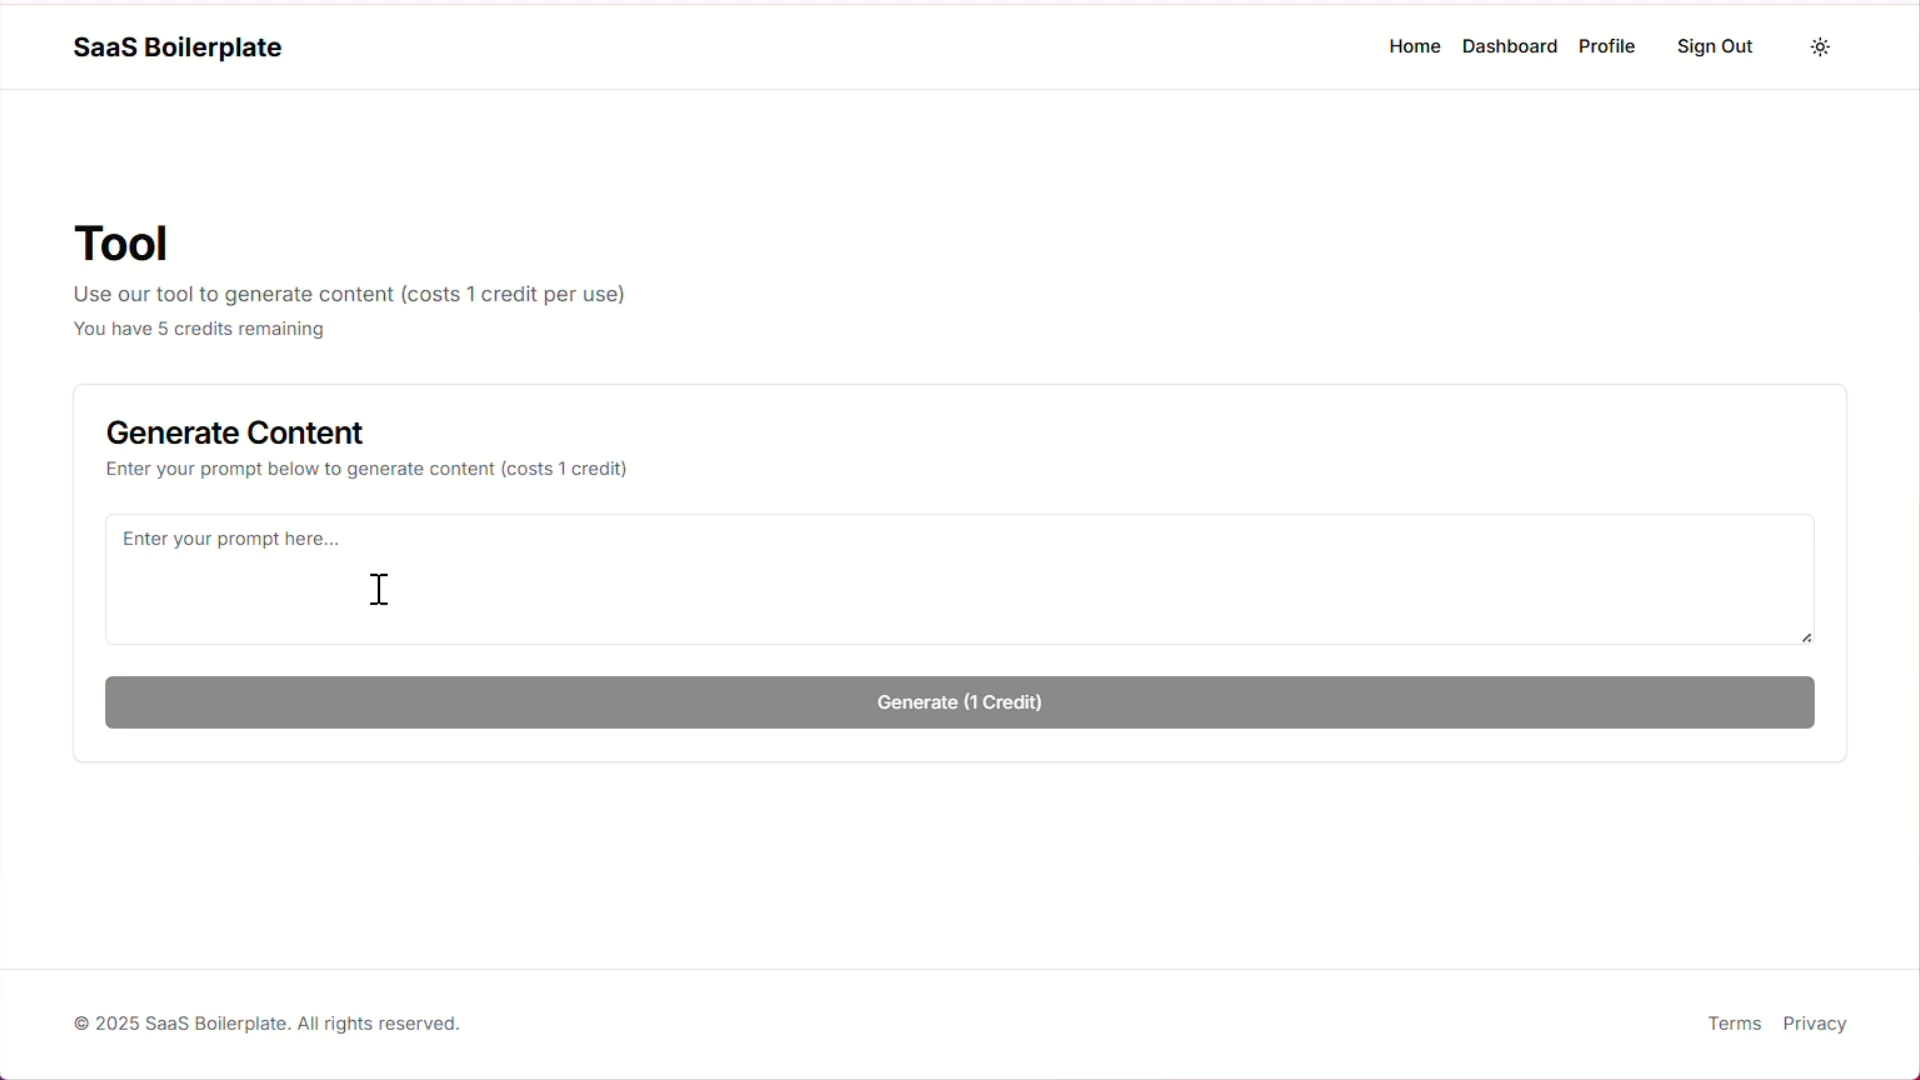 SaaS Boilerplate
Home Dashboard Profile Sign Out
Tool
Use our tool to generate content (costs 1 credit per use)
You have 5 credits remaining
Generate Content
Enter your prompt below to generate content (costs 1 credit)
Enter your prompt here...
Generate (1 Credit)
© 2025 SaaS Boilerplate. All rights reserved.
Terms Privacy